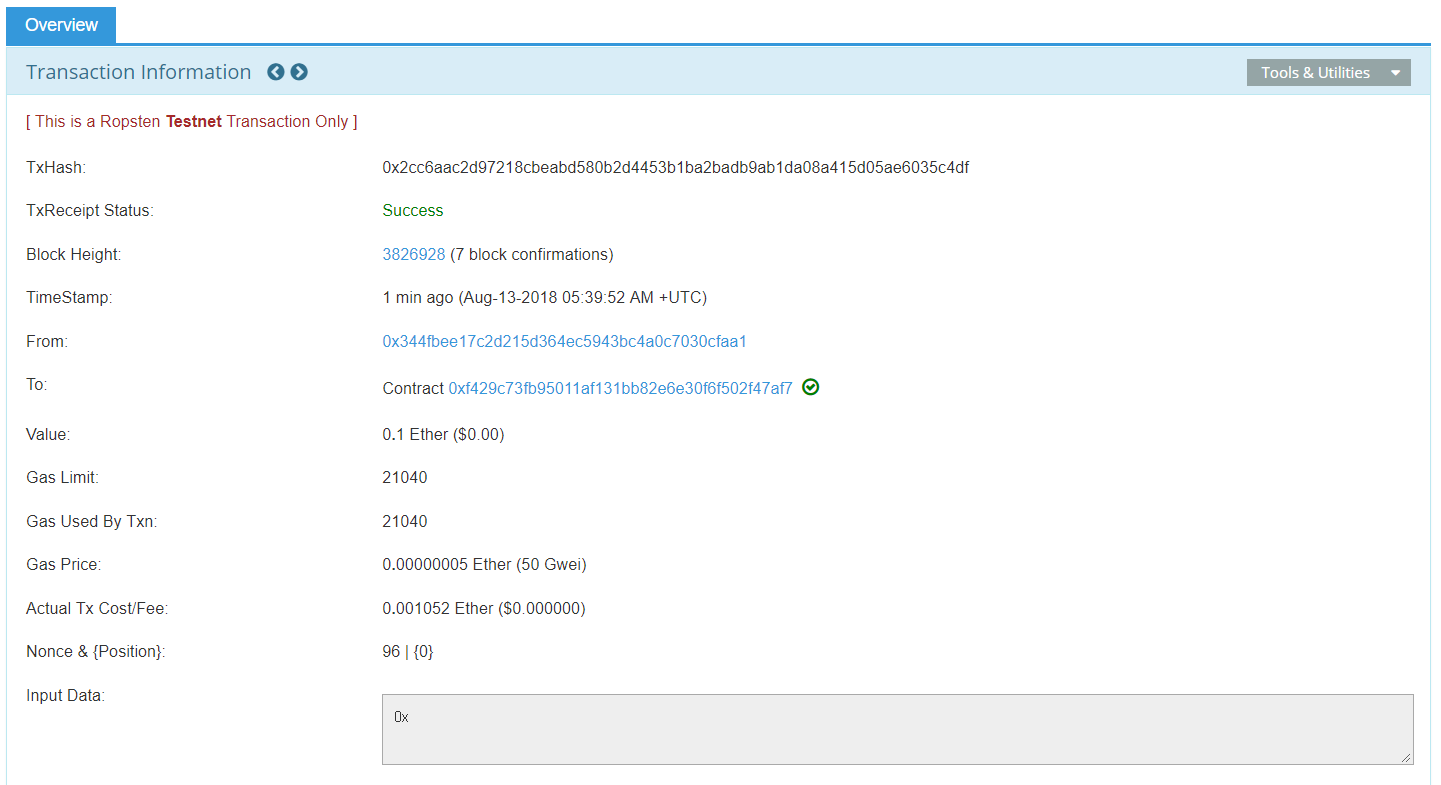 Overview
Transaction Information
Tools & Utilities
[ This is a Ropsten Testnet Transaction Only ]
TxHash: 0x2cc6aac2d97218cbeabd580b2d4453b1ba2badb9ab1da08a415d05ae6035c4df
TxReceipt Status: Success
Block Height: 3826928 (7 block confirmations)
TimeStamp: 1 min ago (Aug-13-2018 05:39:52 AM +UTC)
From: 0x344fbee17c2d215d364ec5943bc4a0c7030cfaa1
To: Contract 0xf429c73fb95011af131bb82e6e30f6f502f47af7
Value: 0.1 Ether ($0.00)
Gas Limit: 21040
Gas Used By Txn: 21040
Gas Price: 0.00000005 Ether (50 Gwei)
Actual Tx Cost/Fee: 0.001052 Ether ($0.000000)
Nonce & {Position}: 96 | {0}
Input Data:
0x